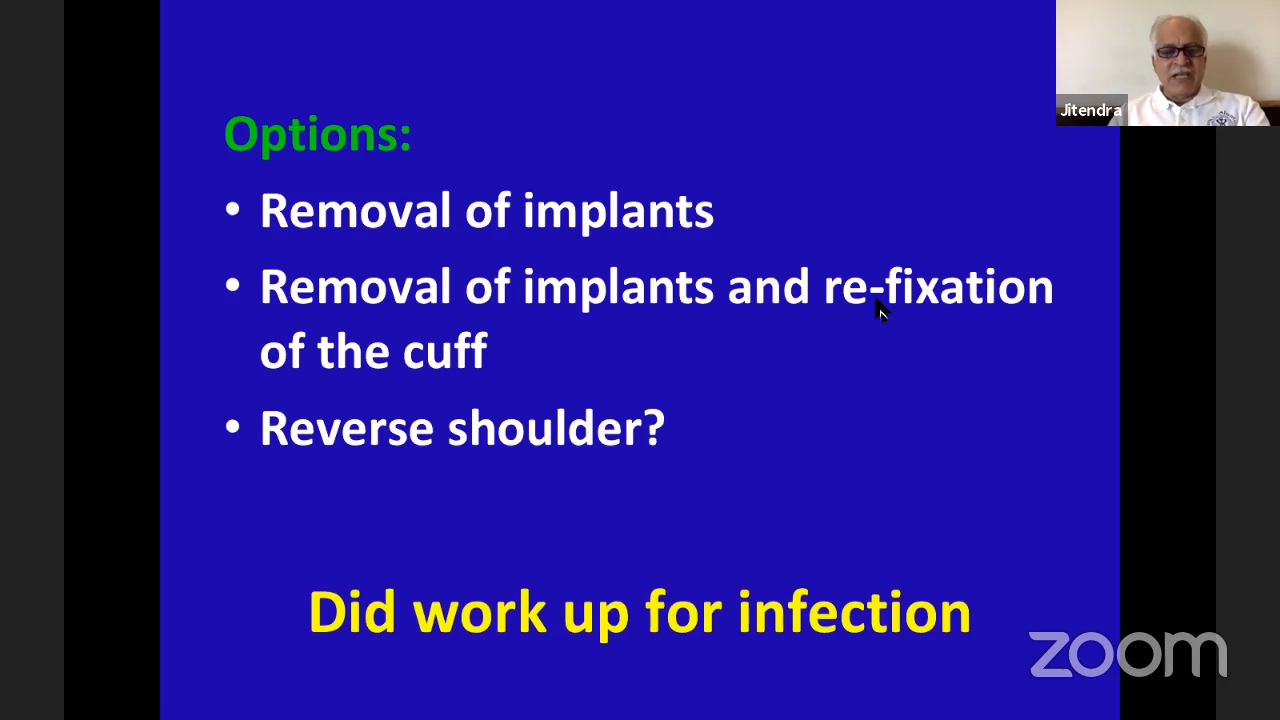 Jitendra
Options:
• Removal of implants
• Removal of implants and re-fixation
of the cuff
• Reverse shoulder?
Did work up for infection
zoom